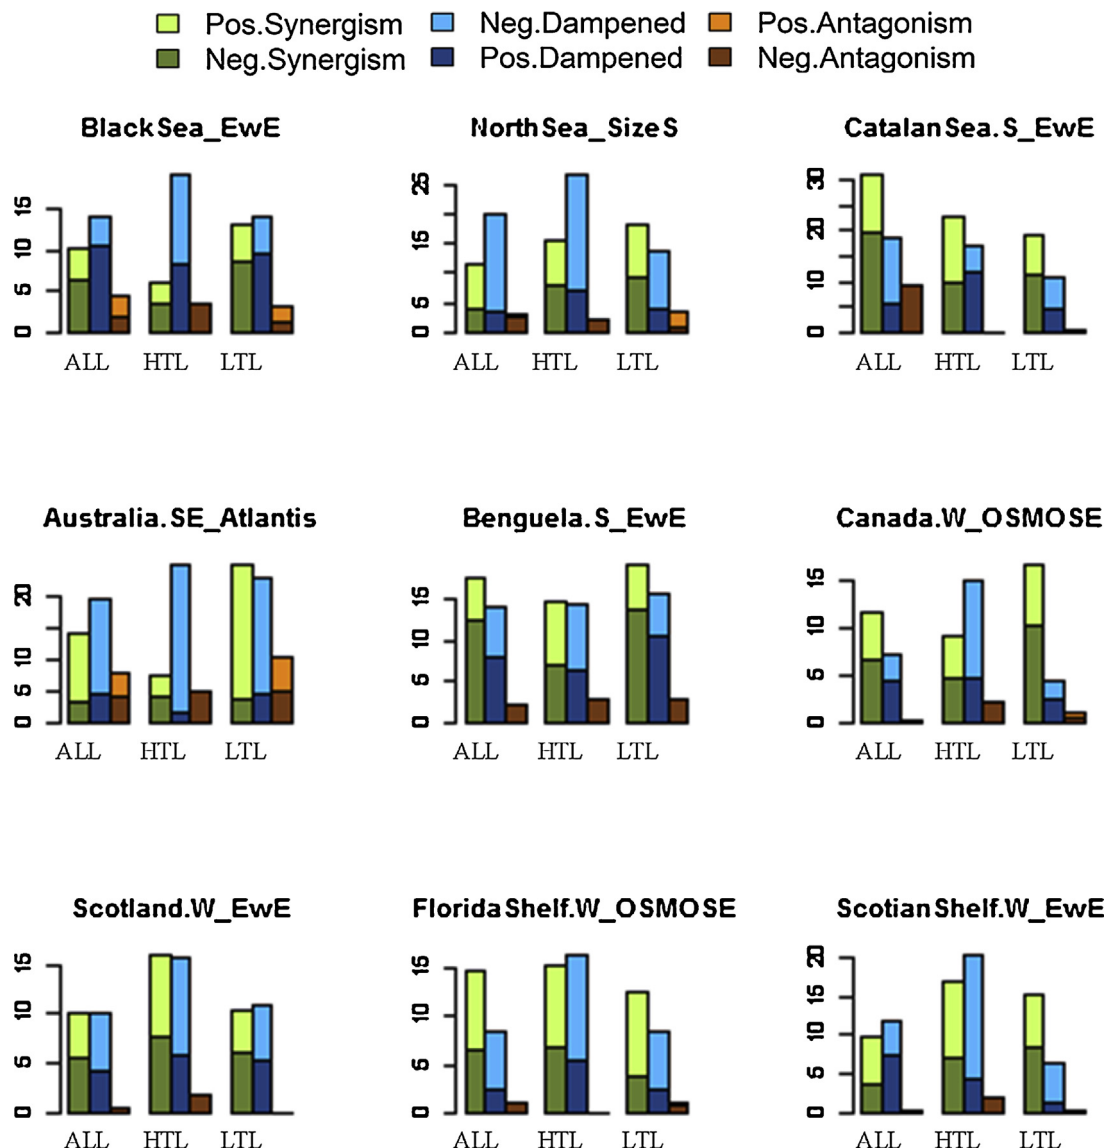 Pos.Synergism Neg.Dampened Pos.Antagonism
Neg.Synergism Pos.Dampened Neg.Antagonism
BlackSea_EwE NorthSea_SizeS CatalanSea.S_EwE
15 10 5 0
25 15 5 0
30 20 10 0
ALL HTL LTL ALL HTL LTL ALL HTL LTL
Australia.SE_Atlantis Benguela.S_EwE Canada.W_OSMOSE
20 10 5 0
15 10 5 0
15 10 5 0
ALL HTL LTL ALL HTL LTL ALL HTL LTL
Scotland.W_EwE FloridaShelf.W_OSMOSE ScotianShelf.W_EwE
15 10 5 0
15 10 5 0
20 15 10 5 0
ALL HTL LTL ALL HTL LTL ALL HTL LTL